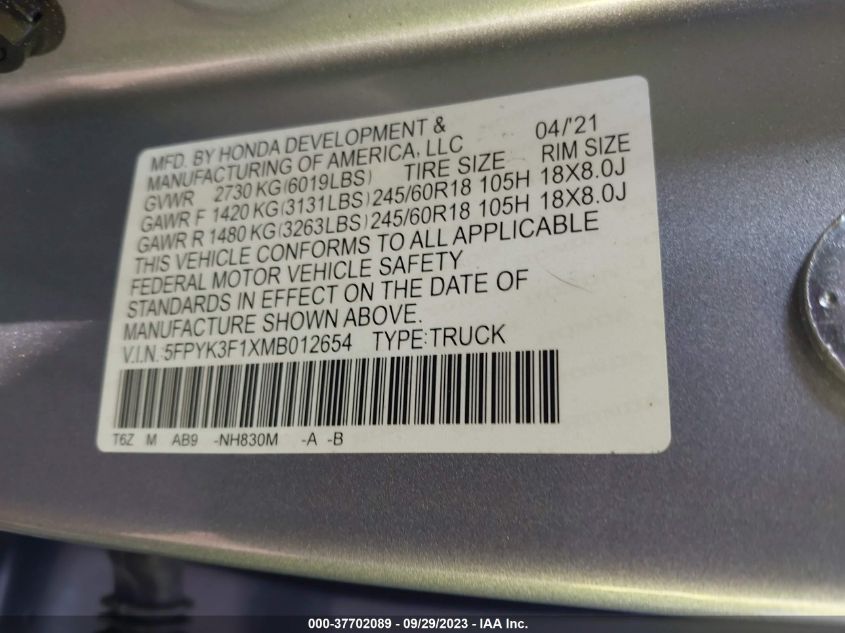 MFD. BY HONDA DEVELOPMENT & 04/'21
MANUFACTURING OF AMERICA, LLC
GVWR 2730 KG(6019LBS) TIRE SIZE RIM SIZE
GAWR F 1420 KG(3131LBS) 245/60R18 105H 18X8.0J
GAWR R 1480 KG(3263LBS) 245/60R18 105H 18X8.0J
THIS VEHICLE CONFORMS TO ALL APPLICABLE
FEDERAL MOTOR VEHICLE SAFETY
STANDARDS IN EFFECT ON THE DATE OF
MANUFACTURE SHOWN ABOVE.
V.I.N.:5FPYK3F1XMB012654 TYPE:TRUCK
T6Z M AB9 -NH830M -A -B
000-37702089 - 09/29/2023 - IAA Inc.